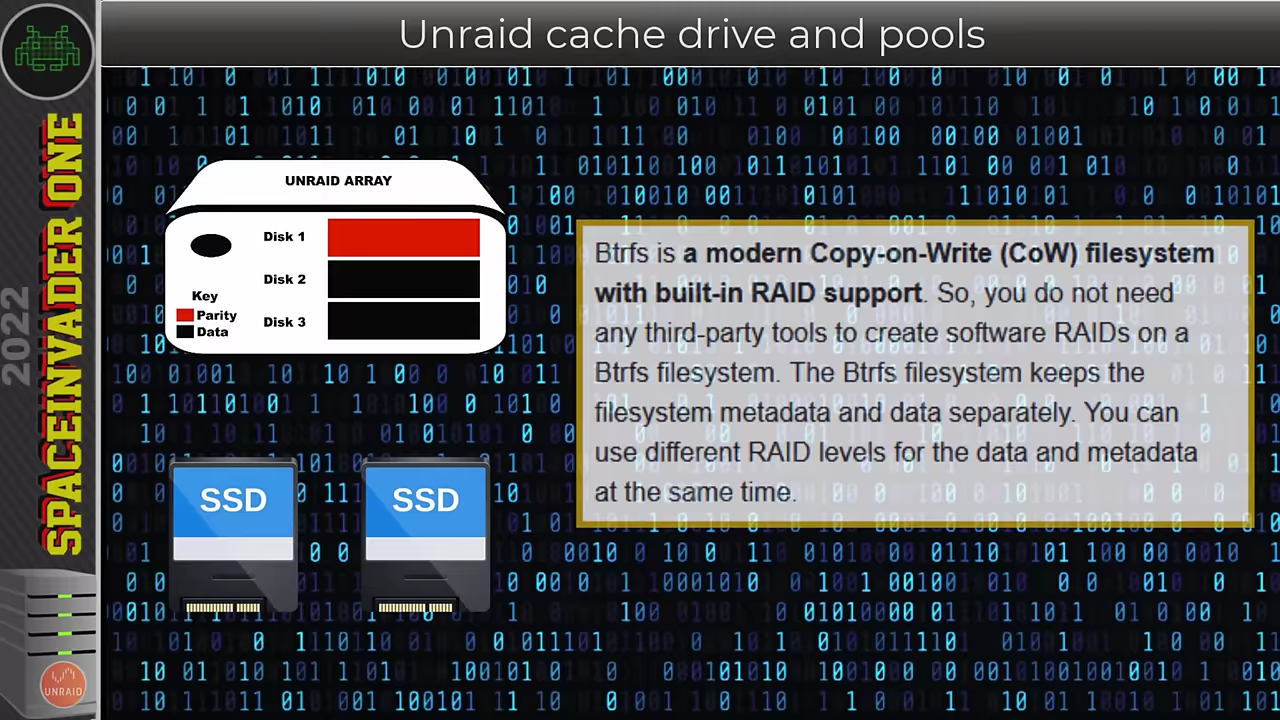 Unraid cache drive and pools
2022
SPACEINVADER ONE
UNRAID
UNRAID ARRAY
Disk 1
Disk 2
Disk 3
Key
Parity
Data
SSD
SSD
Btrfs is a modern Copy-on-Write (CoW) filesystem
with built-in RAID support. So, you do not need
any third-party tools to create software RAIDs on a
Btrfs filesystem. The Btrfs filesystem keeps the
filesystem metadata and data separately. You can
use different RAID levels for the data and metadata
at the same time.